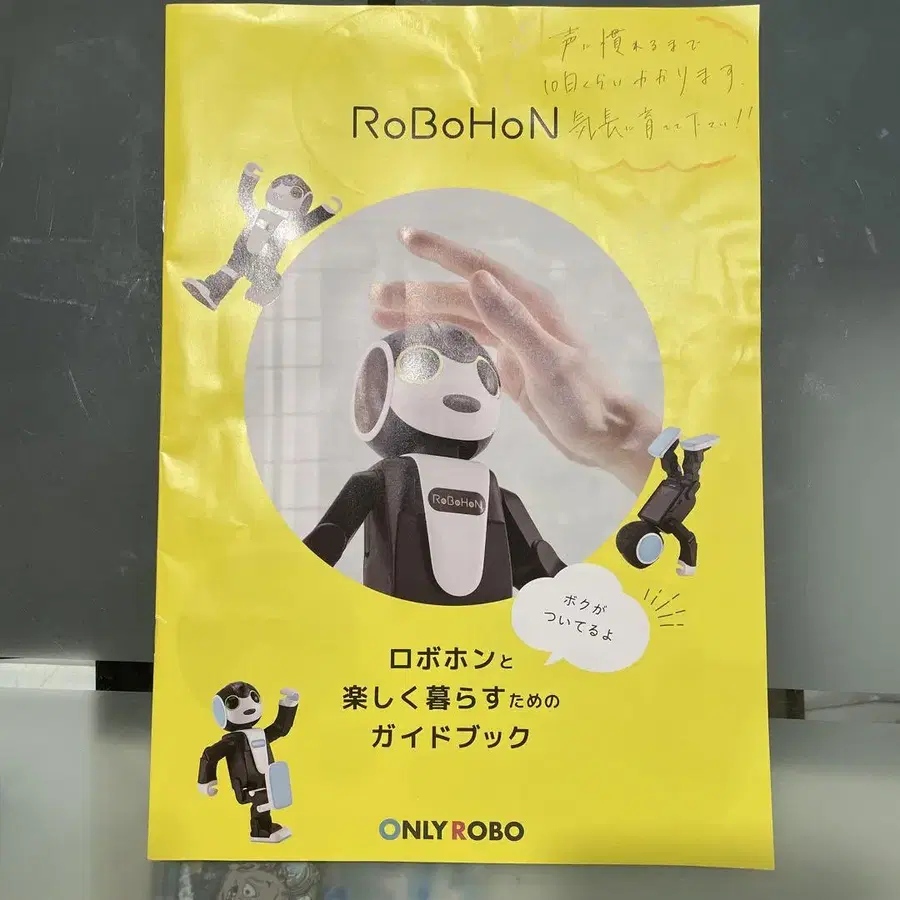 声に慣れるまで
10日くらいかかります.
気長に育てて下さい!!
RoBoHoN
RoBoHoN
ボクが
ついてるよ
ロボホンと
楽しく暮らすための
ガイドブック
ONLY ROBO